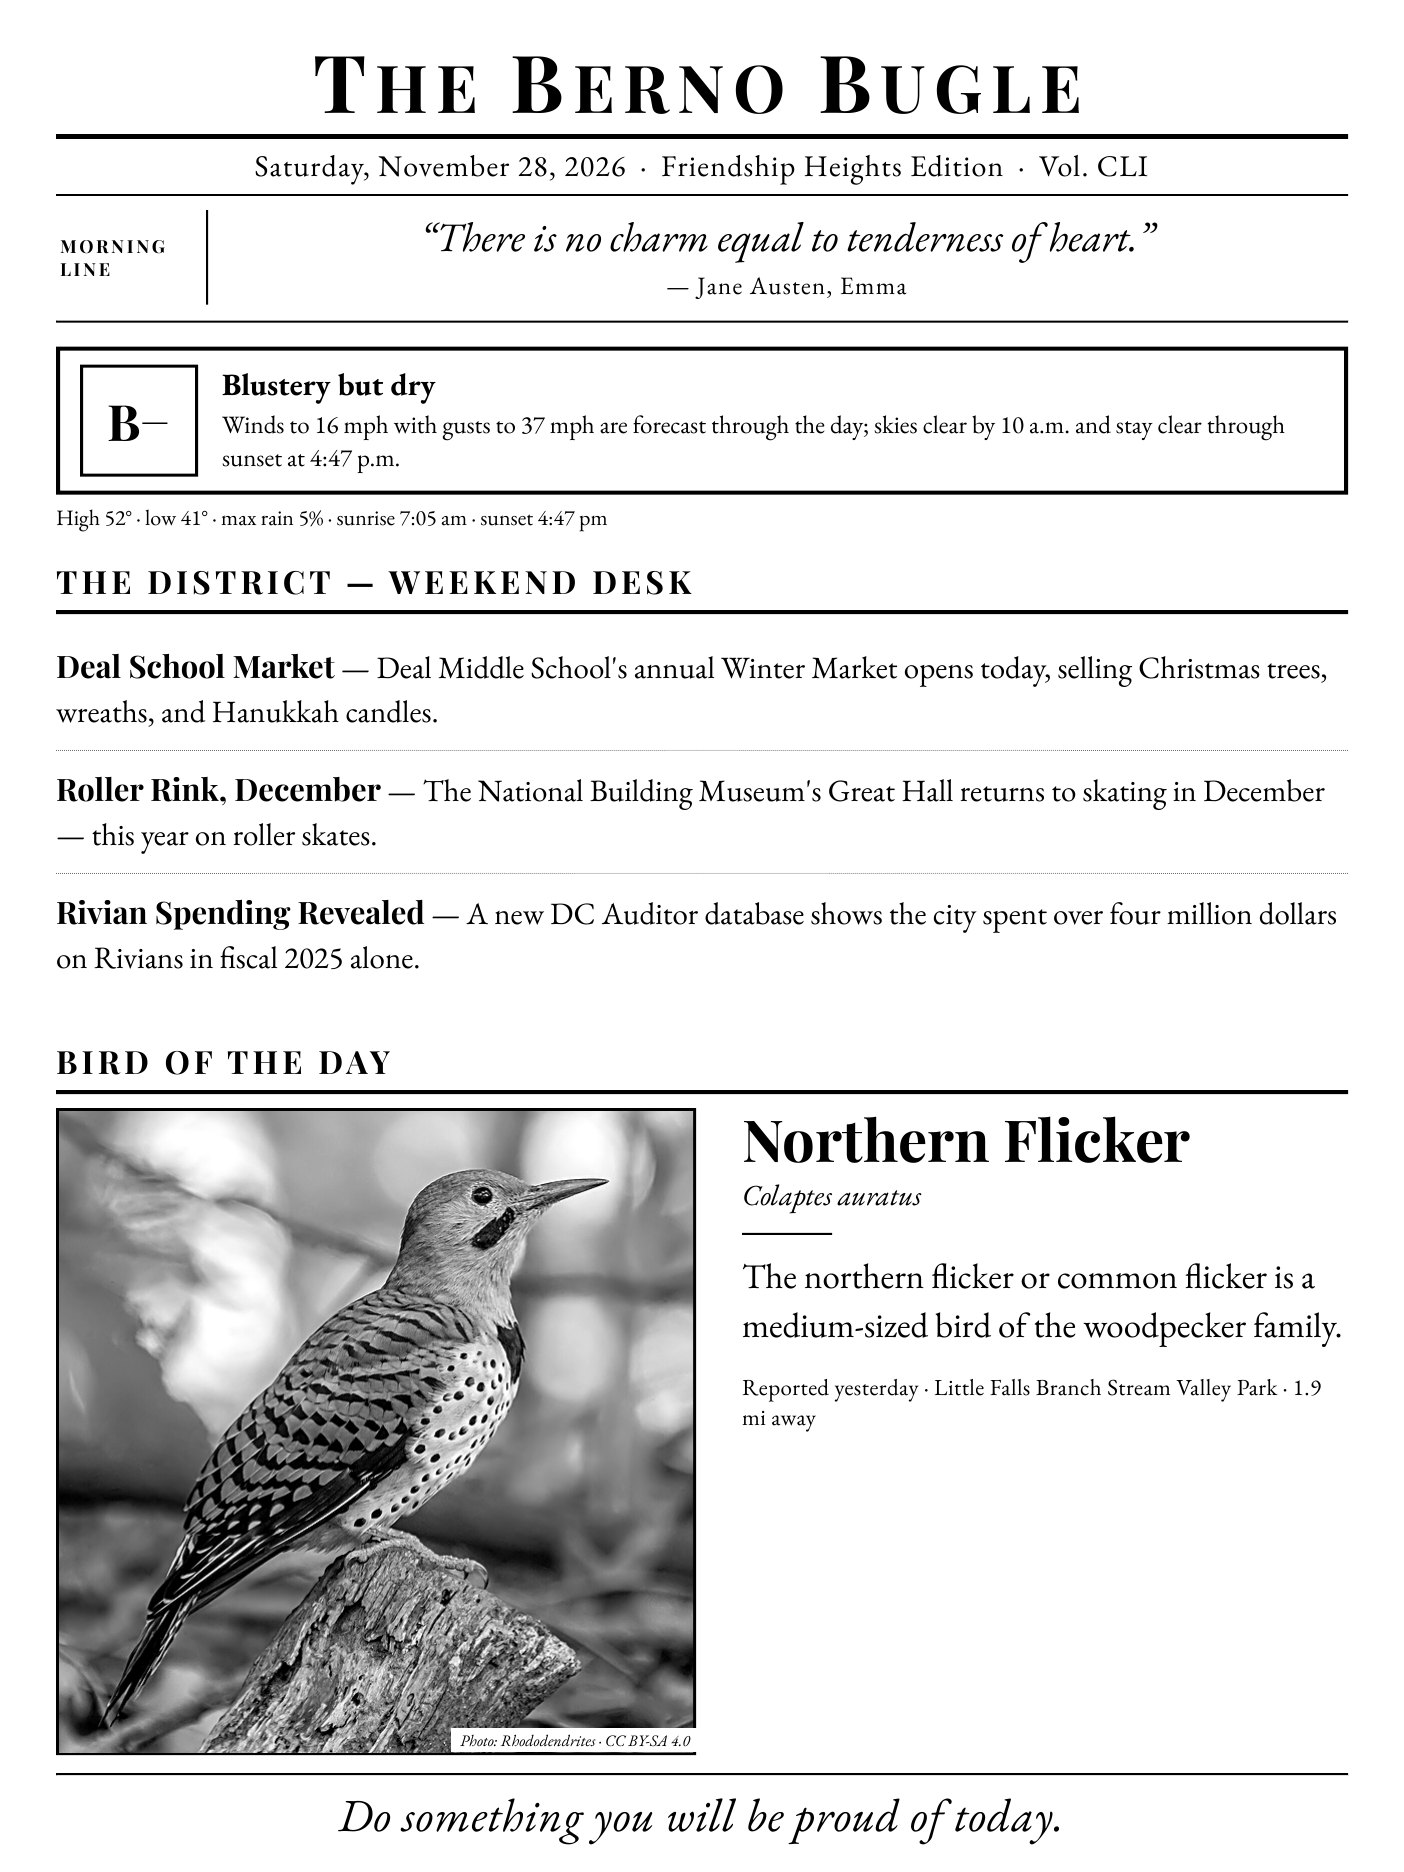 THE BERNO BUGLE
Saturday, November 28, 2026 · Friendship Heights Edition · Vol. CLI
MORNING
LINE
“There is no charm equal to tenderness of heart.”
— Jane Austen, Emma
B–
Blustery but dry
Winds to 16 mph with gusts to 37 mph are forecast through the day; skies clear by 10 a.m. and stay clear through
sunset at 4:47 p.m.
High 52° · low 41° · max rain 5% · sunrise 7:05 am · sunset 4:47 pm
THE DISTRICT — WEEKEND DESK
Deal School Market — Deal Middle School's annual Winter Market opens today, selling Christmas trees,
wreaths, and Hanukkah candles.
Roller Rink, December — The National Building Museum's Great Hall returns to skating in December
— this year on roller skates.
Rivian Spending Revealed — A new DC Auditor database shows the city spent over four million dollars
on Rivians in fiscal 2025 alone.
BIRD OF THE DAY
Northern Flicker
Colaptes auratus
The northern flicker or common flicker is a
medium-sized bird of the woodpecker family.
Reported yesterday · Little Falls Branch Stream Valley Park · 1.9
mi away
Photo: Rhododendrites · CC BY-SA 4.0
Do something you will be proud of today.